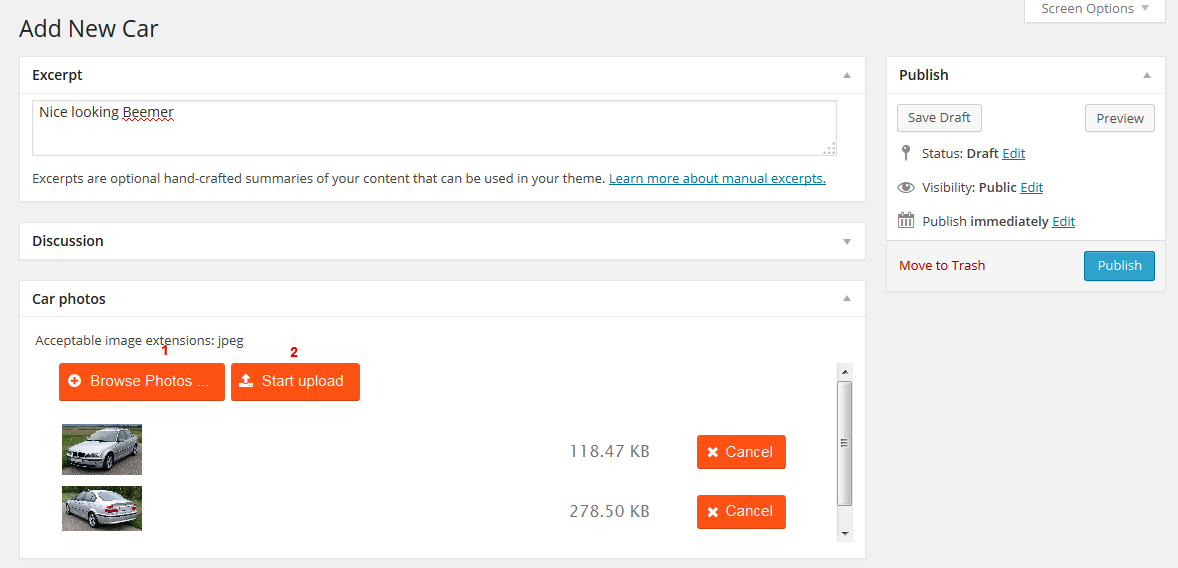 Screen Options
Add New Car
Excerpt
Nice looking Beemer
Excerpts are optional hand-crafted summaries of your content that can be used in your theme. Learn more about manual excerpts.
Discussion
Car photos
Acceptable image extensions: jpeg
1 2
Browse Photos ... Start upload
118.47 KB Cancel
278.50 KB Cancel
Publish
Save Draft Preview
Status: Draft Edit
Visibility: Public Edit
Publish immediately Edit
Move to Trash Publish